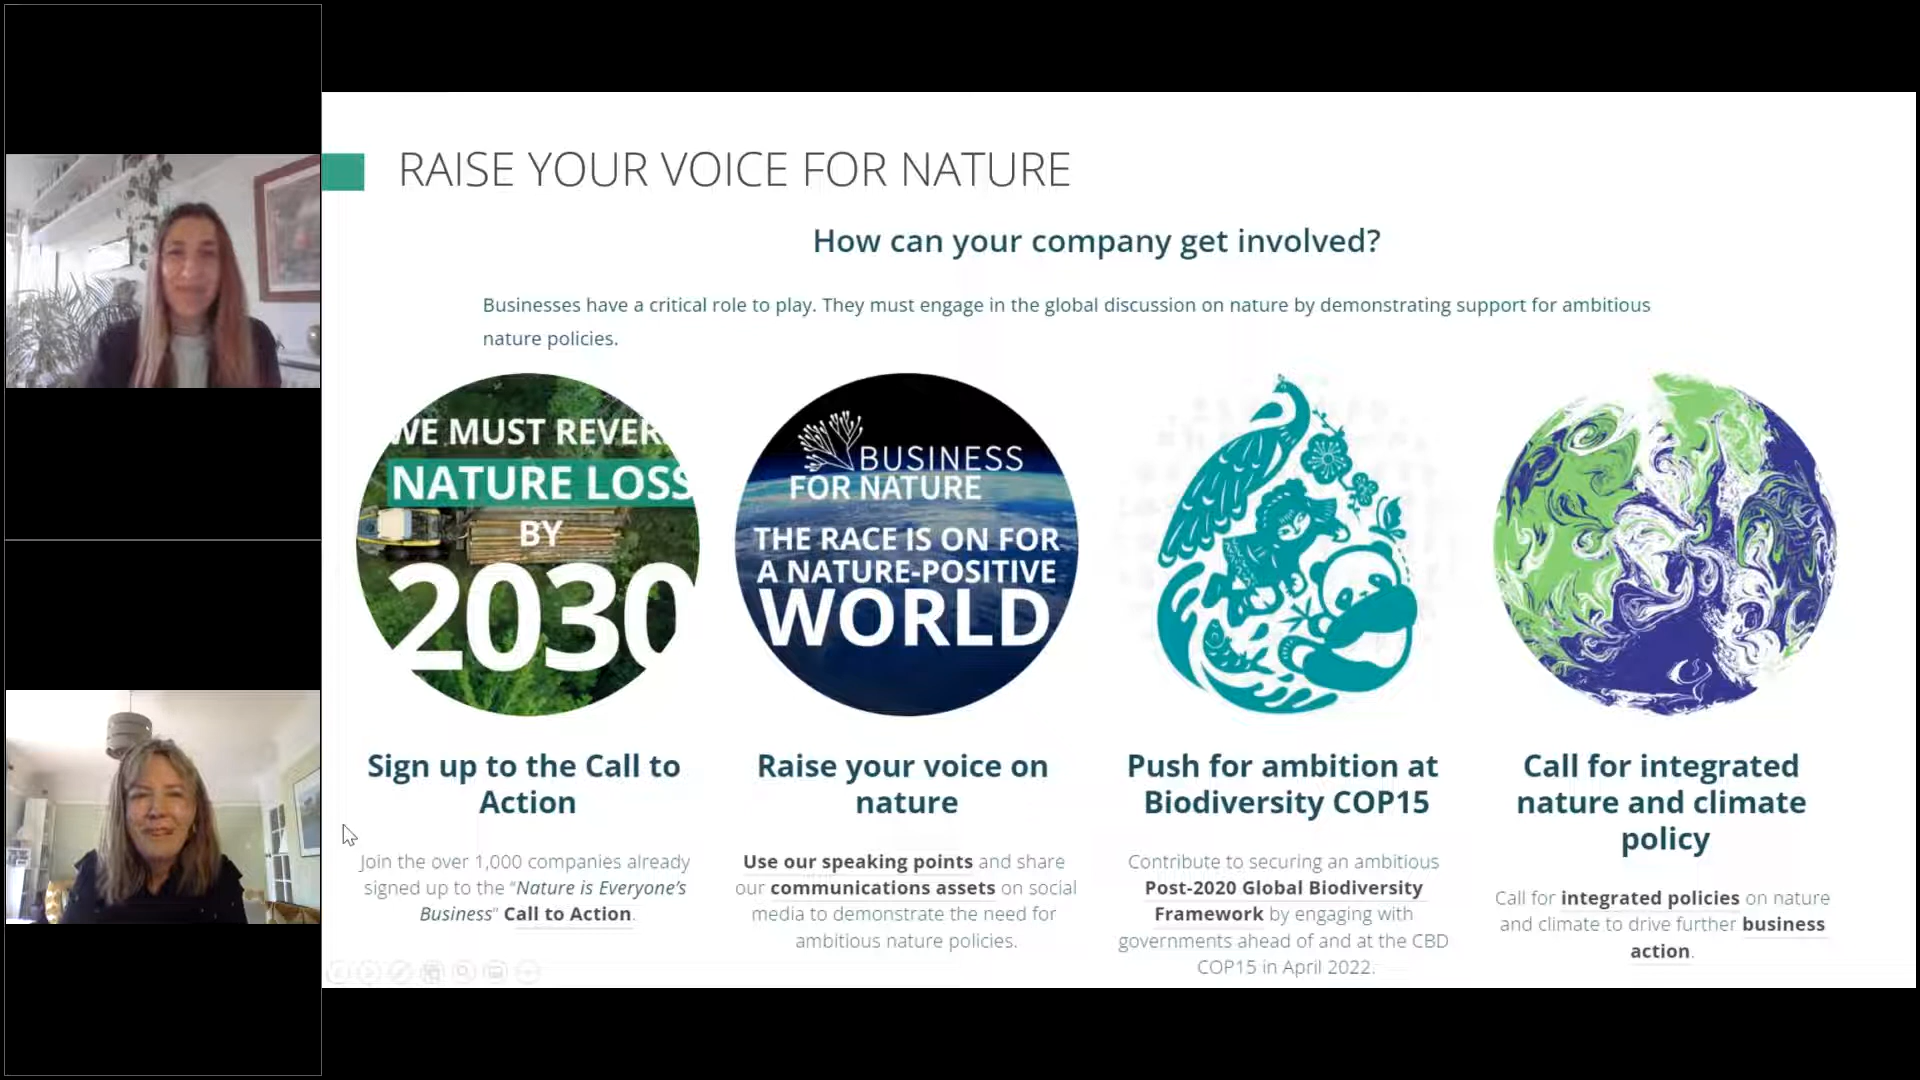 RAISE YOUR VOICE FOR NATURE
How can your company get involved?
Businesses have a critical role to play. They must engage in the global discussion on nature by demonstrating support for ambitious
nature policies.
WE MUST REVER
NATURE LOSS
BY
2030
BUSINESS
FOR NATURE
THE RACE IS ON FOR
A NATURE-POSITIVE
WORLD
Sign up to the Call to
Action
Join the over 1,000 companies already
signed up to the "Nature is Everyone's
Business" Call to Action.
Raise your voice on
nature
Use our speaking points and share
our communications assets on social
media to demonstrate the need for
ambitious nature policies.
Push for ambition at
Biodiversity COP15
Contribute to securing an ambitious
Post-2020 Global Biodiversity
Framework by engaging with
governments ahead of and at the CBD
COP15 in April 2022.
Call for integrated
nature and climate
policy
Call for integrated policies on nature
and climate to drive further business
action.